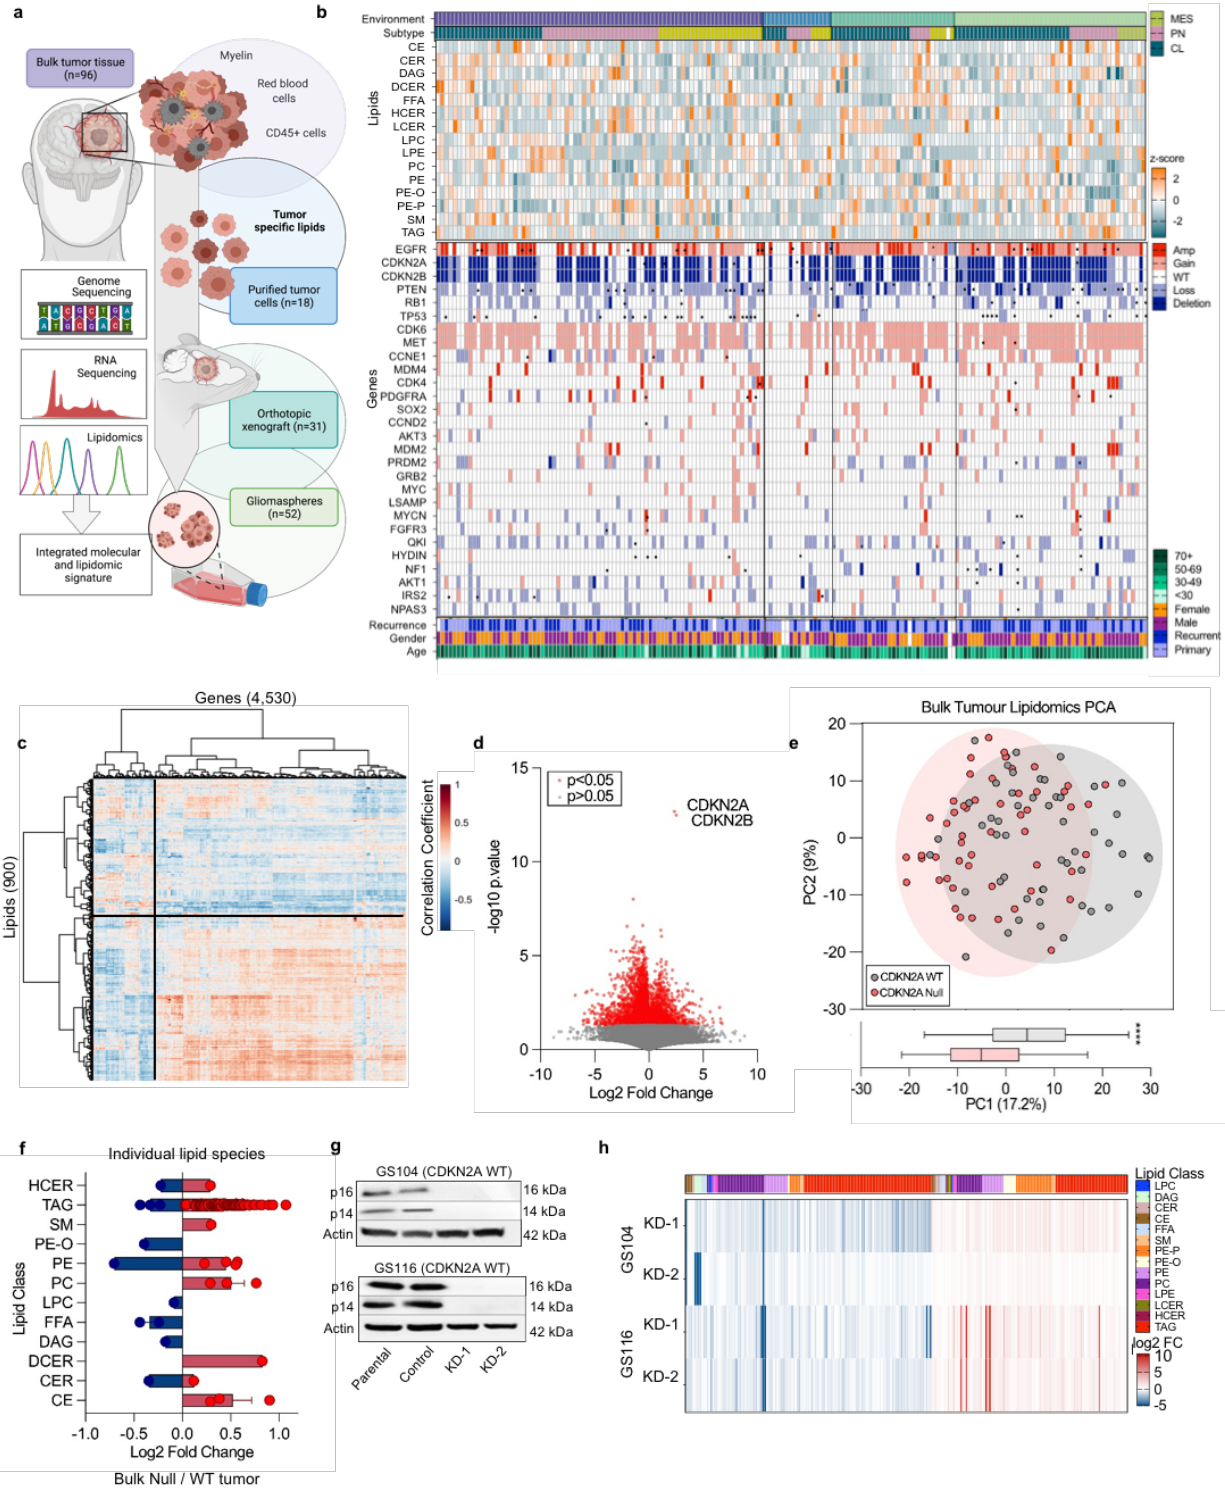 a
Bulk tumor tissue
(n=96)
Myelin
Red blood
cells
CD45+ cells
Tumor
specific lipids
Purified tumor
cells (n=18)
Genome
Sequencing
T A C G C T G A
A T G C G A C T
RNA
Sequencing
Lipidomics
Orthotopic
xenograft (n=31)
Gliomaspheres
(n=52)
Integrated molecular
and lipidomic
signature
b
Environment
Subtype
Lipids
CE
CER
DAG
DCER
FFA
HCER
LCER
LPC
LPE
PC
PE
PE-O
PE-P
SM
TAG
Genes
EGFR
CDKN2A
CDKN2B
PTEN
RB1
TP53
CDK6
MET
CCNE1
MDM4
CDK4
PDGFRA
SOX2
CCND2
AKT3
MDM2
PRDM2
GRB2
MYC
LSAMP
MYCN
FGFR3
QKI
HYDIN
NF1
AKT1
IRS2
NPAS3
Recurrence
Gender
Age
MES
PN
CL
z-score
2
0
-2
Amp
Gain
WT
Loss
Deletion
70+
50-69
30-49
<30
Female
Male
Recurrent
Primary
c
Genes (4,530)
Lipids (900)
Correlation Coefficient
1
0.5
0
-0.5
d
15
10
5
0
-log10 p.value
p<0.05
p>0.05
CDKN2A
CDKN2B
-10 -5 0 5 10
Log2 Fold Change
e
Bulk Tumour Lipidomics PCA
20
10
0
-10
-20
-30
PC2 (9%)
CDKN2A WT
CDKN2A Null
****
-30 -20 -10 0 10 20 30
PC1 (17.2%)
f
Individual lipid species
Lipid Class
HCER
TAG
SM
PE-O
PE
PC
LPC
FFA
DAG
DCER
CER
CE
-1.0 -0.5 0.0 0.5 1.0
Log2 Fold Change
Bulk Null / WT tumor
g
GS104 (CDKN2A WT)
p16 16 kDa
p14 14 kDa
Actin 42 kDa
GS116 (CDKN2A WT)
p16 16 kDa
p14 14 kDa
Actin 42 kDa
Parental Control KD-1 KD-2
h
GS104
KD-1
KD-2
GS116
KD-1
KD-2
Lipid Class
LPC
DAG
CER
CE
FFA
SM
PE-P
PE-O
PE
PC
LPE
LCER
HCER
TAG
log2 FC
10
5
0
-5